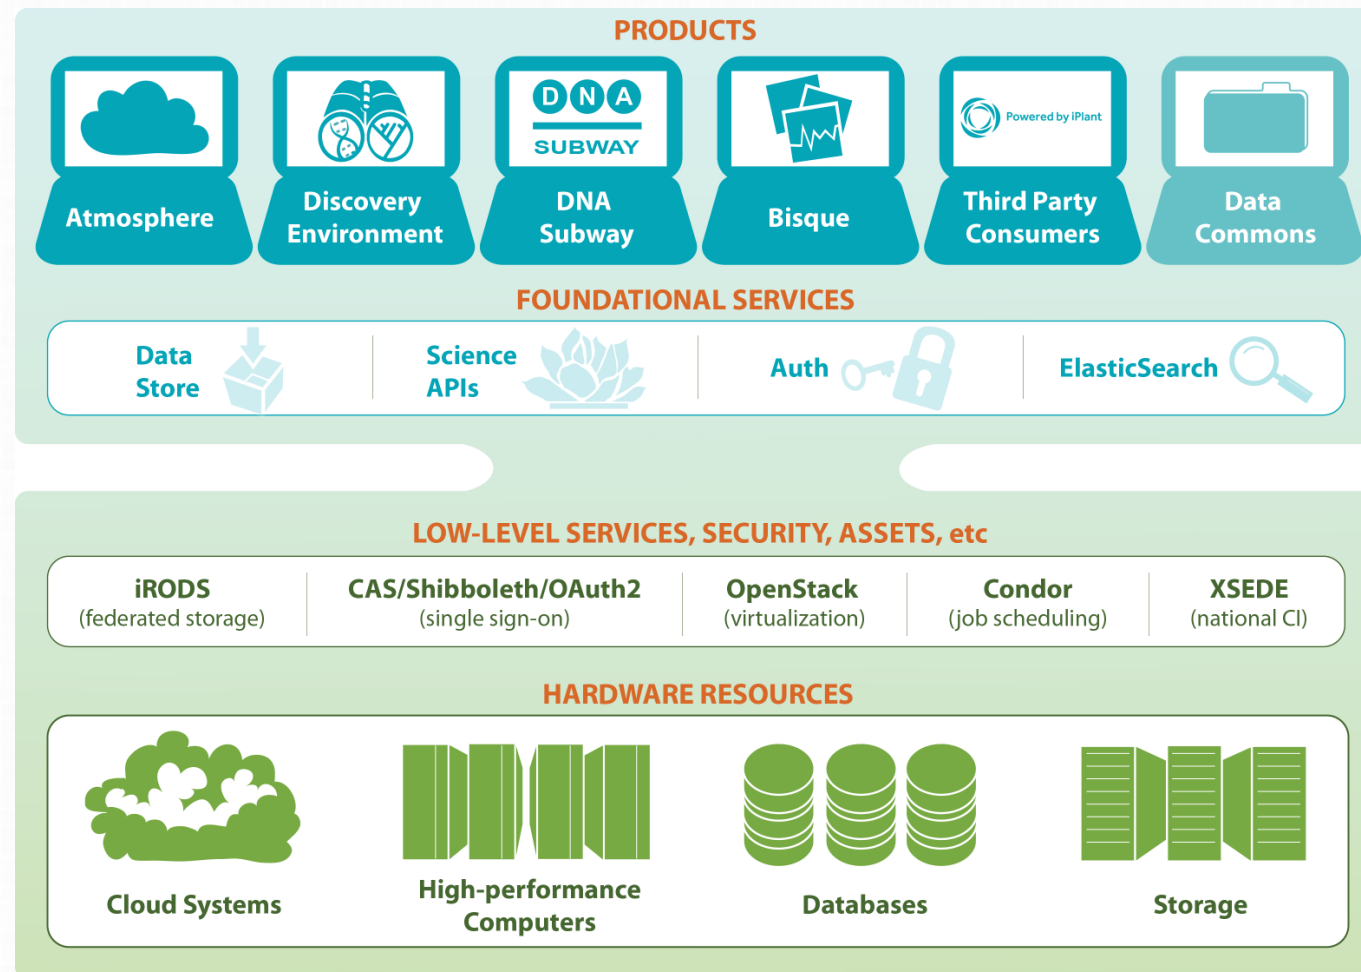 PRODUCTS
DNA
SUBWAY
Powered by iPlant
Atmosphere
Discovery
Environment
DNA
Subway
Bisque
Third Party
Consumers
Data
Commons
FOUNDATIONAL SERVICES
Data
Store
Science
APIs
Auth
ElasticSearch
LOW-LEVEL SERVICES, SECURITY, ASSETS, etc
iRODS
(federated storage)
CAS/Shibboleth/OAuth2
(single sign-on)
OpenStack
(virtualization)
Condor
(job scheduling)
XSEDE
(national CI)
HARDWARE RESOURCES
Cloud Systems
High-performance
Computers
Databases
Storage